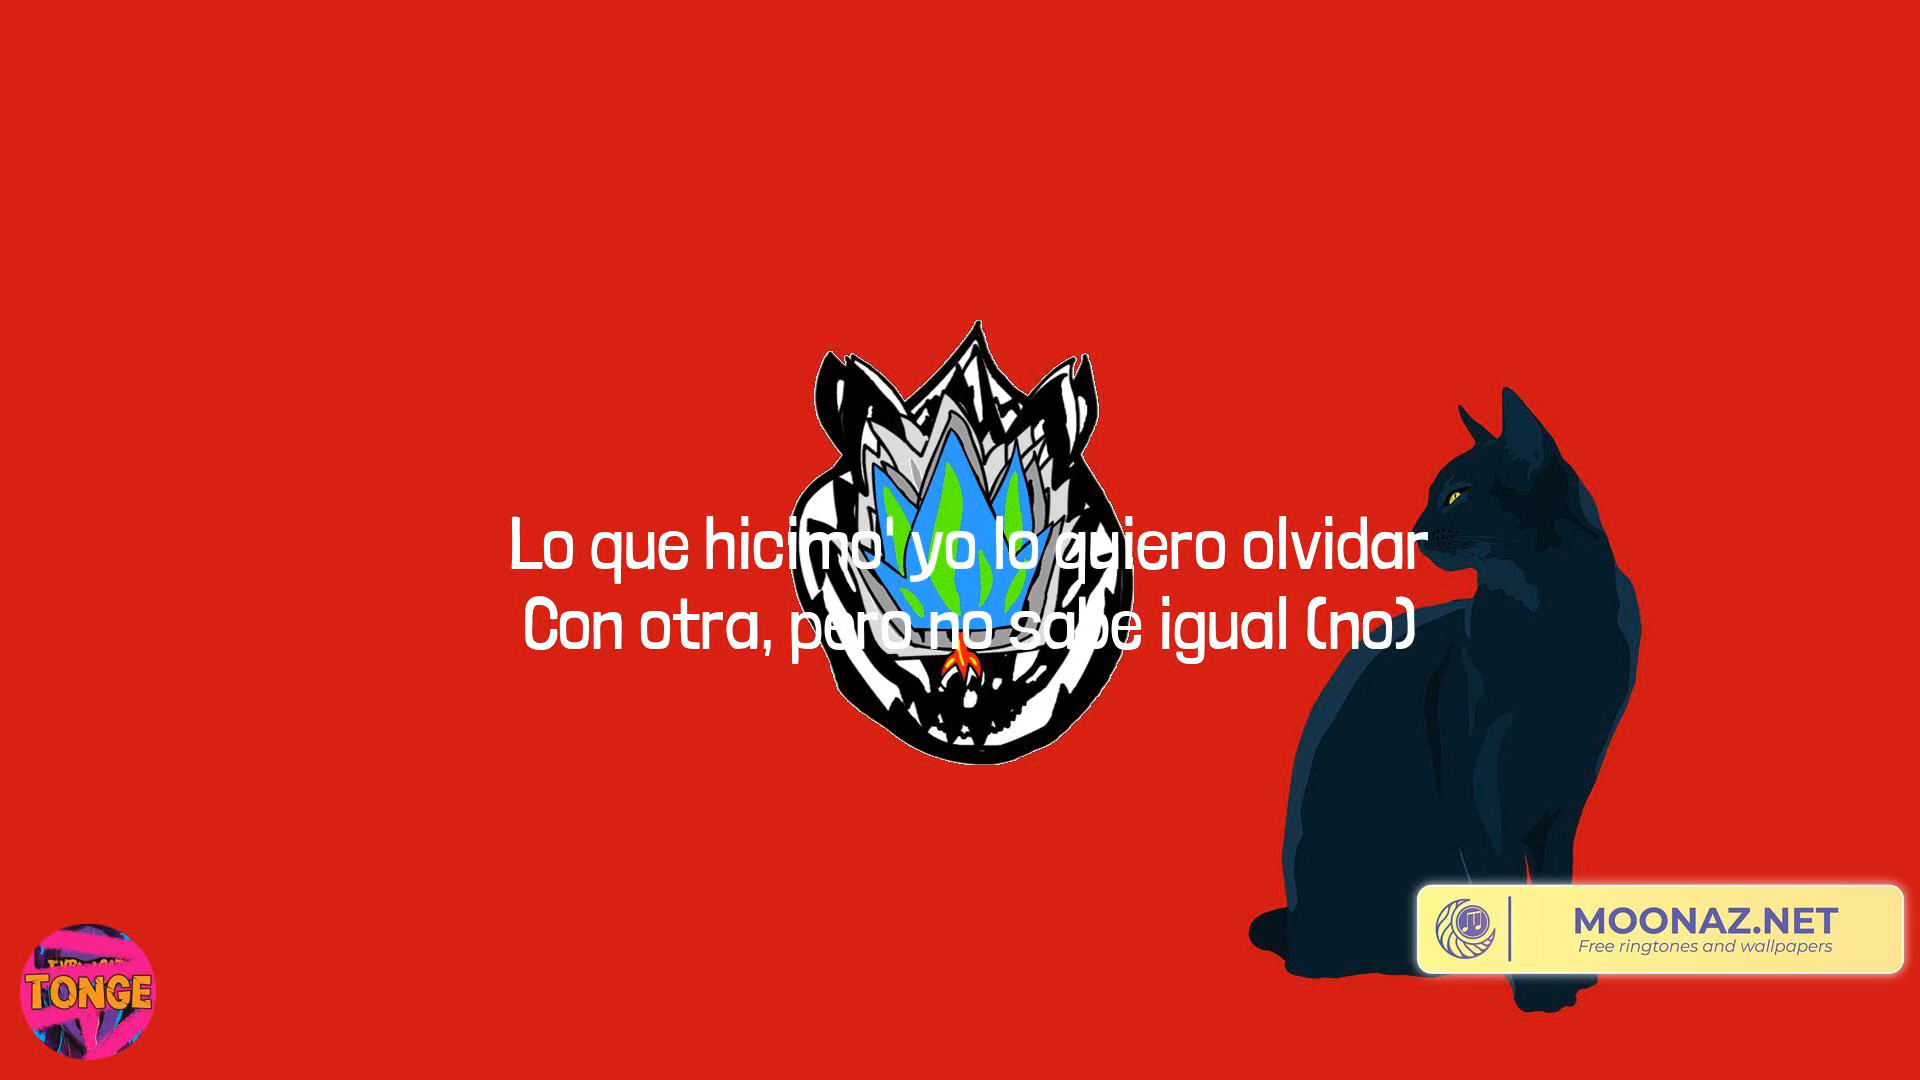 Lo que hicimo' yo lo quiero olvidar
Con otra, pero no sabe igual (no)
MOONAZ.NET
Free ringtones and wallpapers
TONGE